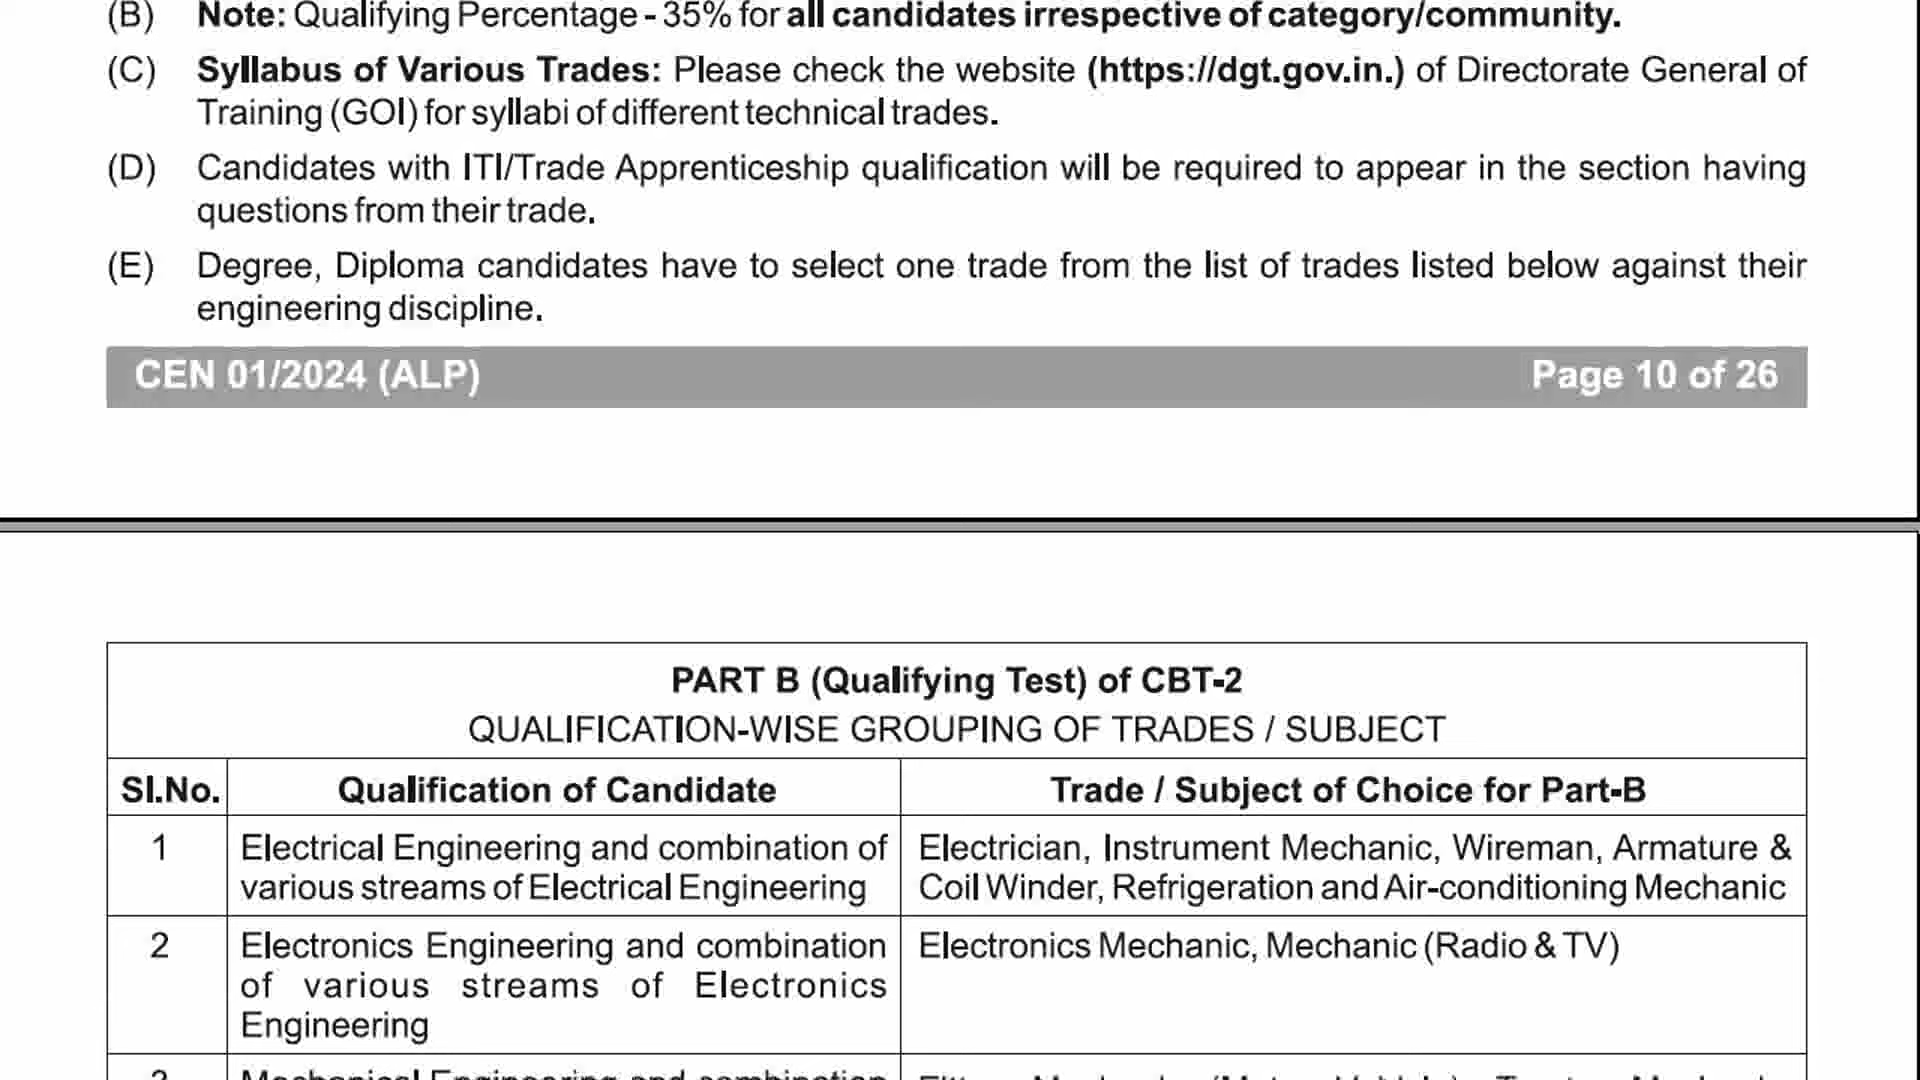 (B) Note: Qualifying Percentage - 35% for all candidates irrespective of category/community.
(C) Syllabus of Various Trades: Please check the website (https://dgt.gov.in.) of Directorate General of
Training (GOI) for syllabi of different technical trades.
(D) Candidates with ITI/Trade Apprenticeship qualification will be required to appear in the section having
questions from their trade.
(E) Degree, Diploma candidates have to select one trade from the list of trades listed below against their
engineering discipline.
CEN 01/2024 (ALP) Page 10 of 26
PART B (Qualifying Test) of CBT-2
QUALIFICATION-WISE GROUPING OF TRADES / SUBJECT
Sl.No. Qualification of Candidate Trade / Subject of Choice for Part-B
1 Electrical Engineering and combination of Electrician, Instrument Mechanic, Wireman, Armature &
various streams of Electrical Engineering Coil Winder, Refrigeration and Air-conditioning Mechanic
2 Electronics Engineering and combination Electronics Mechanic, Mechanic (Radio & TV)
of various streams of Electronics
Engineering
3 Mechanical Engineering and combination